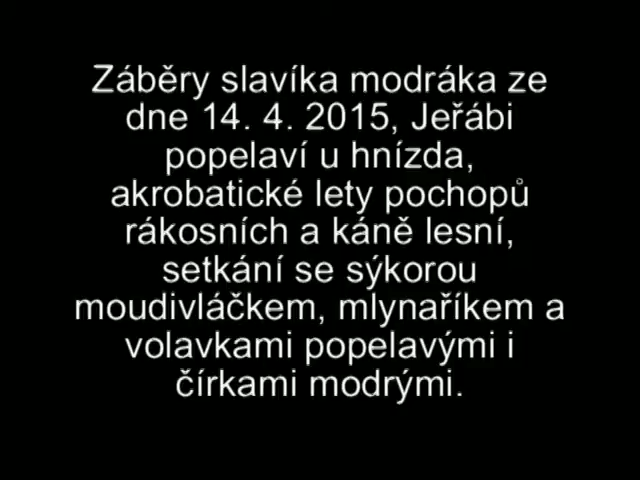 Záběry slavíka modráka ze
dne 14. 4. 2015, Jeřábi
popelaví u hnízda,
akrobatické lety pochopů
rákosních a káně lesní,
setkání se sýkorou
moudivláčkem, mlynaříkem a
volavkami popelavými i
čírkami modrými.